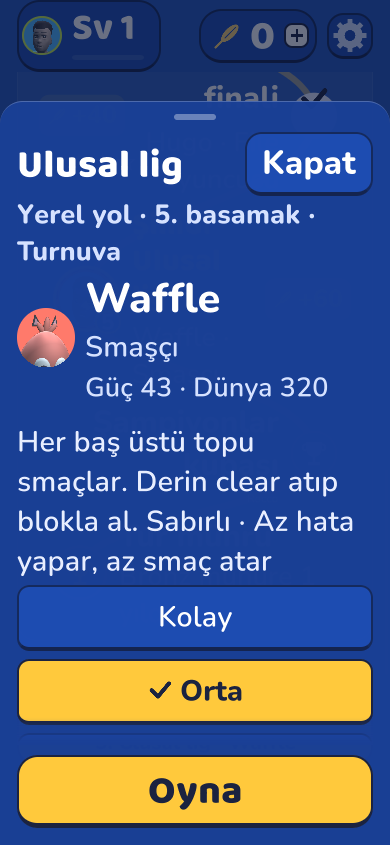 Sv 1
0
finali
Ulusal lig
Kapat
Yerel yol · 5. basamak ·
Turnuva
Waffle
Smaşçı
Güç 43 · Dünya 320
Her baş üstü topu
smaçlar. Derin clear atıp
blokla al. Sabırlı · Az hata
yapar, az smaç atar
Kolay
✓ Orta
Oyna